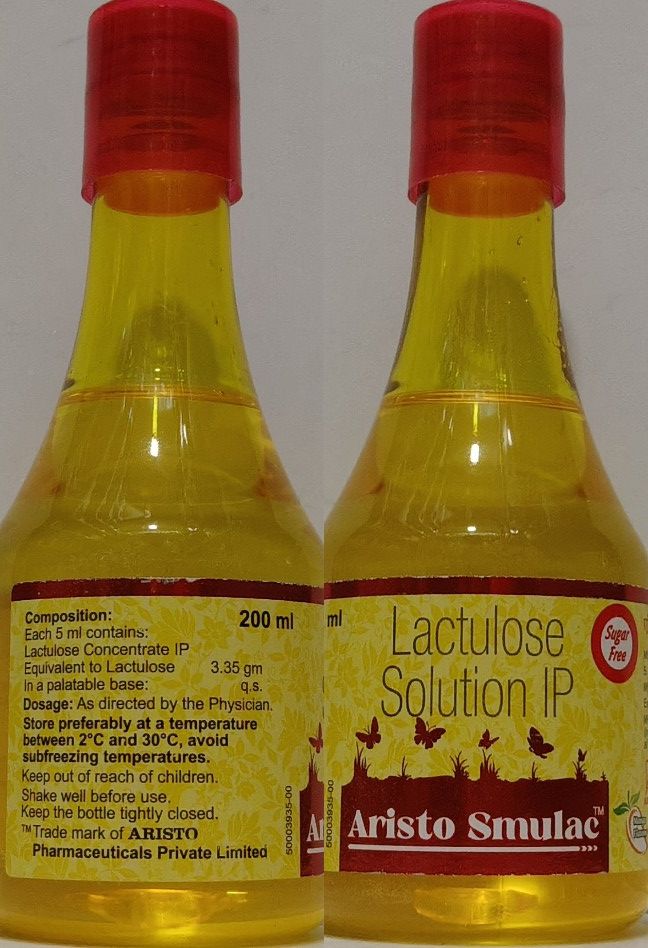 Composition:
200 ml
Each 5 ml contains:
Lactulose Concentrate IP
Equivalent to Lactulose 3.35 gm
In a palatable base: q.s.
Dosage: As directed by the Physician.
Store preferably at a temperature
between 2°C and 30°C, avoid
subfreezing temperatures.
Keep out of reach of children.
Shake well before use.
Keep the bottle tightly closed.
™Trade mark of ARISTO
Pharmaceuticals Private Limited
50003935-00
ml
Lactulose
Solution IP
Sugar
Free
Aristo Smulac™
50003935-00